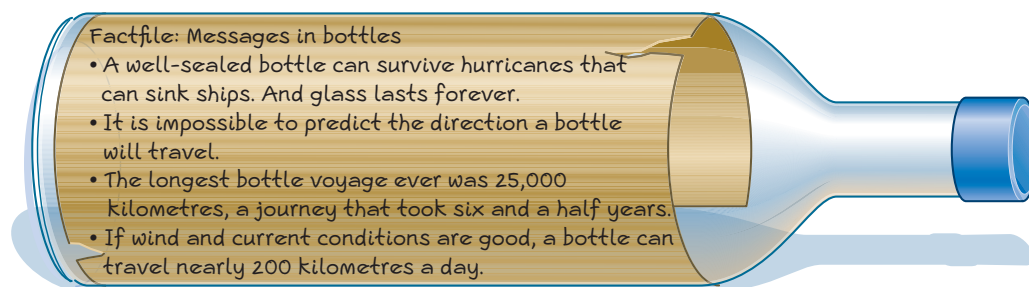 Factfile: Messages in bottles
• A well-sealed bottle can survive hurricanes that
can sink ships. And glass lasts forever.
• It is impossible to predict the direction a bottle
will travel.
• The longest bottle voyage ever was 25,000
kilometres, a journey that took six and a half years.
• If wind and current conditions are good, a bottle can
travel nearly 200 kilometres a day.